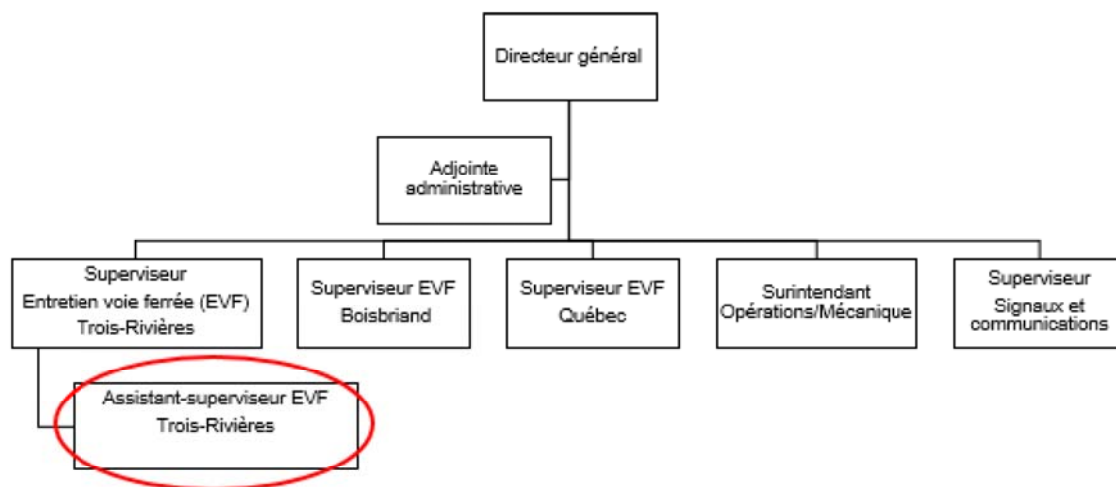 Directeur général
Adjointe
administrative
Superviseur
Entretien voie ferrée (EVF)
Trois-Rivières
Superviseur EVF
Boisbriand
Superviseur EVF
Québec
Surintendant
Opérations/Mécanique
Superviseur
Signaux et
communications
Assistant-superviseur EVF
Trois-Rivières